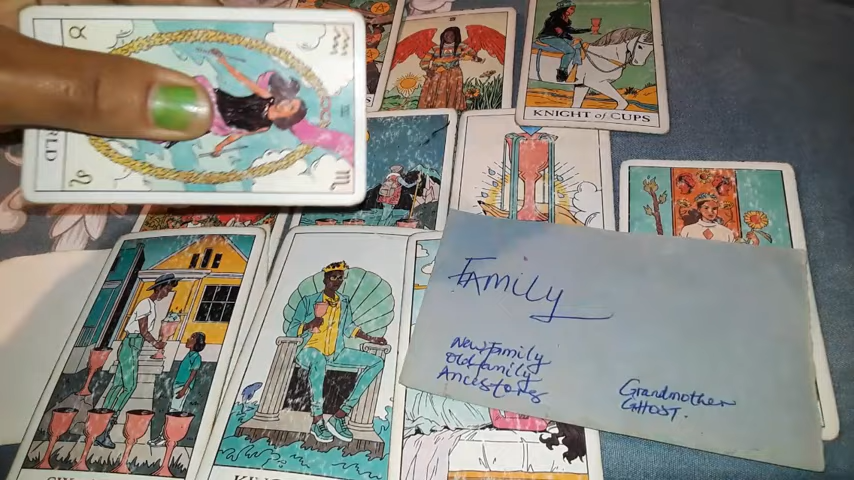 KNIGHT of CUPS
FAmily
New Family
old family
Ancestors
Grandmother
GHOST.